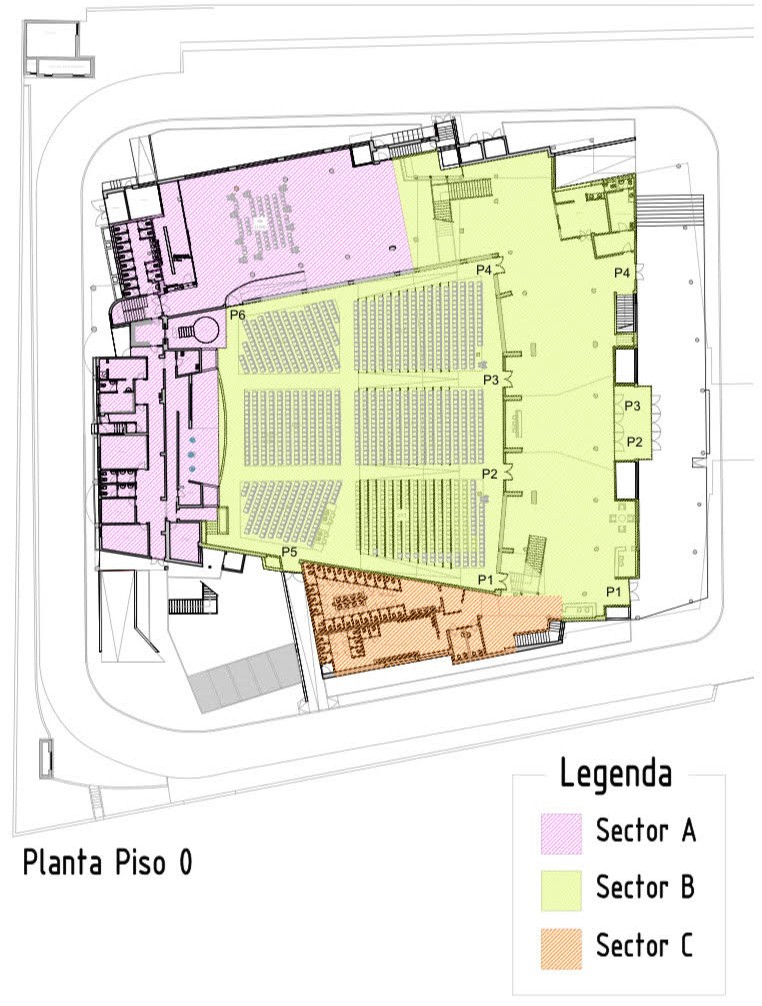 P4
P4
P6
P3
P3
P2
P2
P5
P1
P1
Legenda
Sector A
Planta Piso 0
Sector B
Sector C